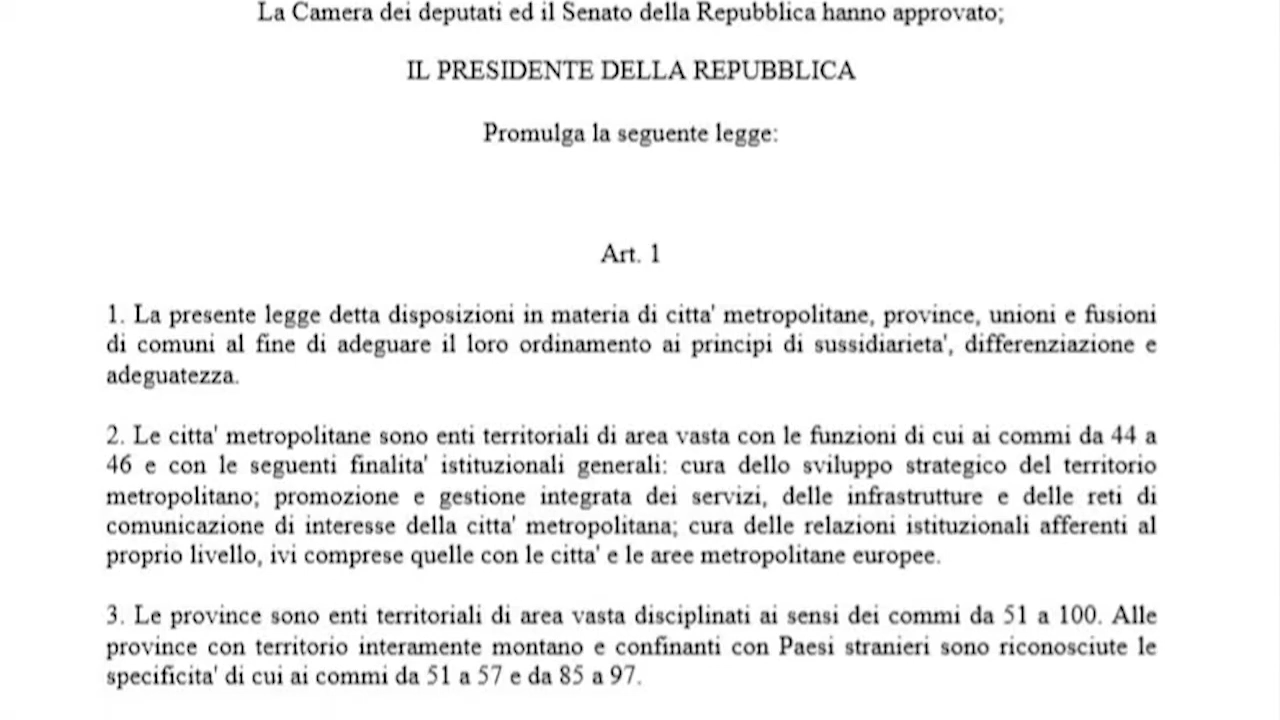 La Camera dei deputati ed il Senato della Repubblica hanno approvato;
IL PRESIDENTE DELLA REPUBBLICA
Promulga la seguente legge:
Art. 1
1. La presente legge detta disposizioni in materia di citta' metropolitane, province, unioni e fusioni
di comuni al fine di adeguare il loro ordinamento ai principi di sussidiarieta', differenziazione e
adeguatezza.
2. Le citta' metropolitane sono enti territoriali di area vasta con le funzioni di cui ai commi da 44 a
46 e con le seguenti finalita' istituzionali generali: cura dello sviluppo strategico del territorio
metropolitano; promozione e gestione integrata dei servizi, delle infrastrutture e delle reti di
comunicazione di interesse della citta' metropolitana; cura delle relazioni istituzionali afferenti al
proprio livello, ivi comprese quelle con le citta' e le aree metropolitane europee.
3. Le province sono enti territoriali di area vasta disciplinati ai sensi dei commi da 51 a 100. Alle
province con territorio interamente montano e confinanti con Paesi stranieri sono riconosciute le
specificita' di cui ai commi da 51 a 57 e da 85 a 97.